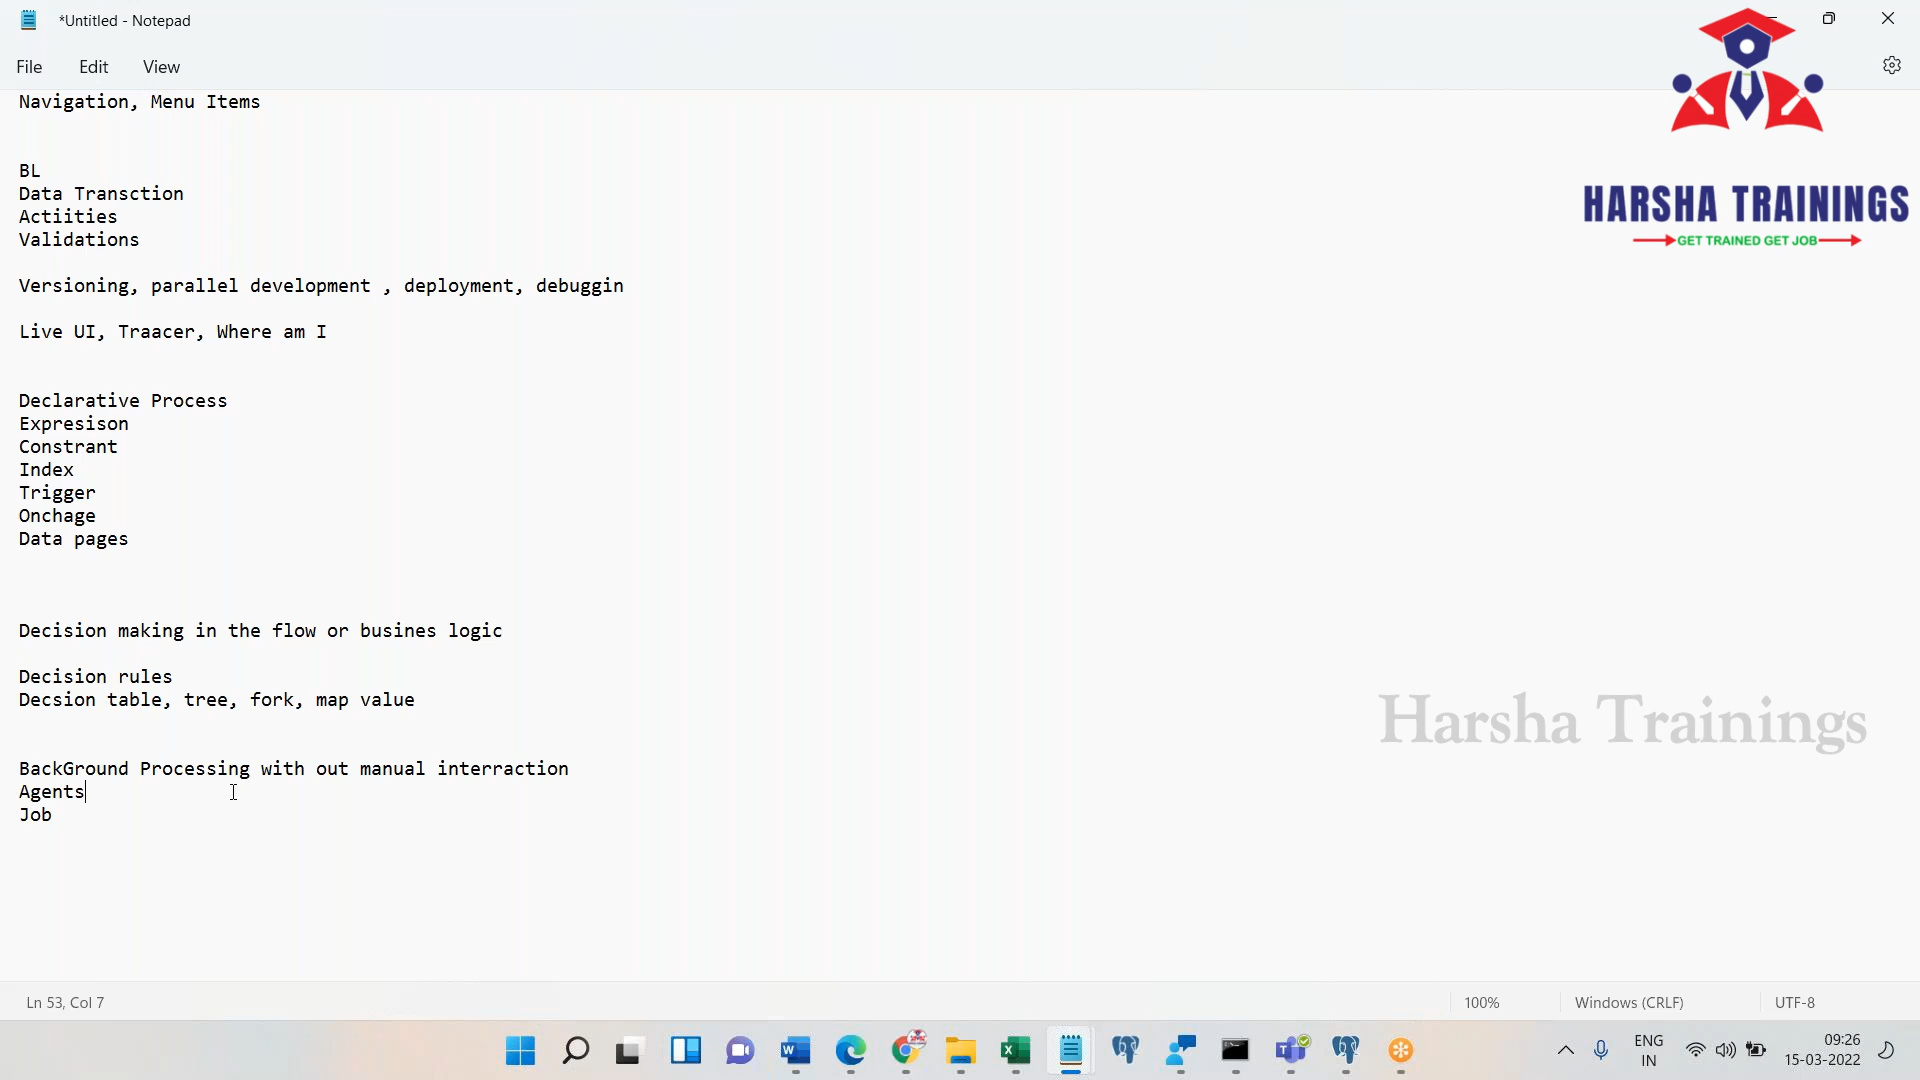 *Untitled - Notepad
File Edit View
Navigation, Menu Items
BL
Data Transction
Actiities
Validations
Versioning, parallel development , deployment, debuggin
Live UI, Traacer, Where am I
Declarative Process
Expresison
Constrant
Index
Trigger
Onchage
Data pages
Decision making in the flow or busines logic
Decision rules
Decsion table, tree, fork, map value
BackGround Processing with out manual interraction
Agents
Job
HARSHA TRAININGS
GET TRAINED GET JOB
Harsha Trainings
Ln 53, Col 7
100%
Windows (CRLF)
UTF-8
ENG
IN
09:26
15-03-2022